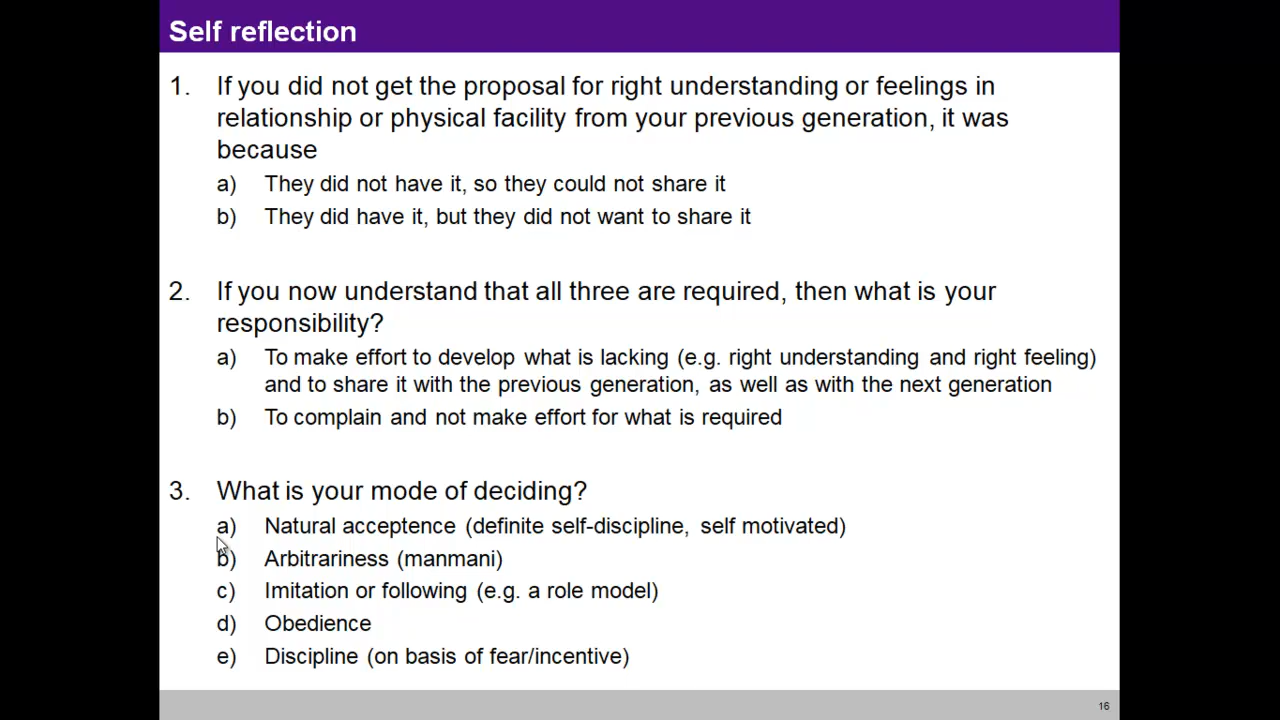 Self reflection
1. If you did not get the proposal for right understanding or feelings in
relationship or physical facility from your previous generation, it was
because
a) They did not have it, so they could not share it
b) They did have it, but they did not want to share it
2. If you now understand that all three are required, then what is your
responsibility?
a) To make effort to develop what is lacking (e.g. right understanding and right feeling)
and to share it with the previous generation, as well as with the next generation
b) To complain and not make effort for what is required
3. What is your mode of deciding?
a) Natural acceptence (definite self-discipline, self motivated)
b) Arbitrariness (manmani)
c) Imitation or following (e.g. a role model)
d) Obedience
e) Discipline (on basis of fear/incentive)
16